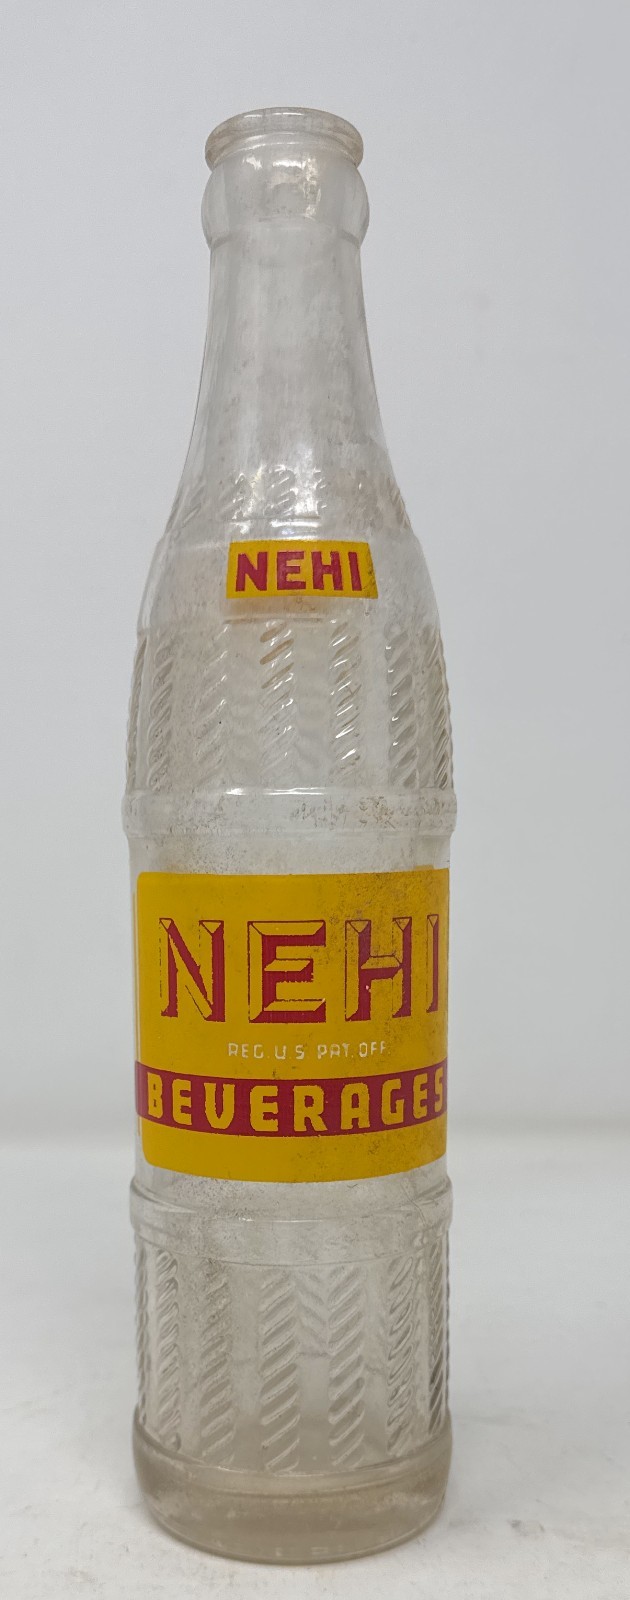 NEHI
NEHI
REG. U S PAT. OFF.
BEVERAGES